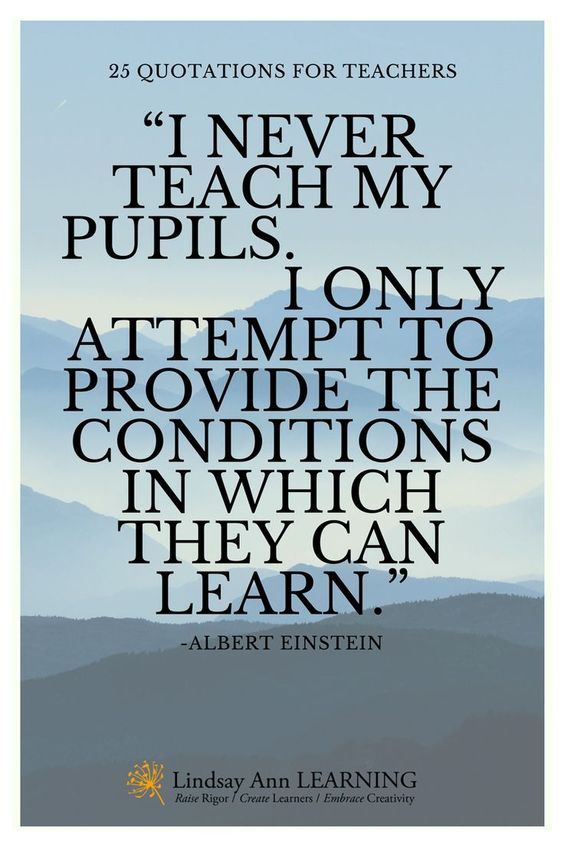 25 QUOTATIONS FOR TEACHERS
“I NEVER
TEACH MY
PUPILS.
I ONLY
ATTEMPT TO
PROVIDE THE
CONDITIONS
IN WHICH
THEY CAN
LEARN.”
-ALBERT EINSTEIN
Lindsay Ann LEARNING
Raise Rigor / Create Learners / Embrace Creativity